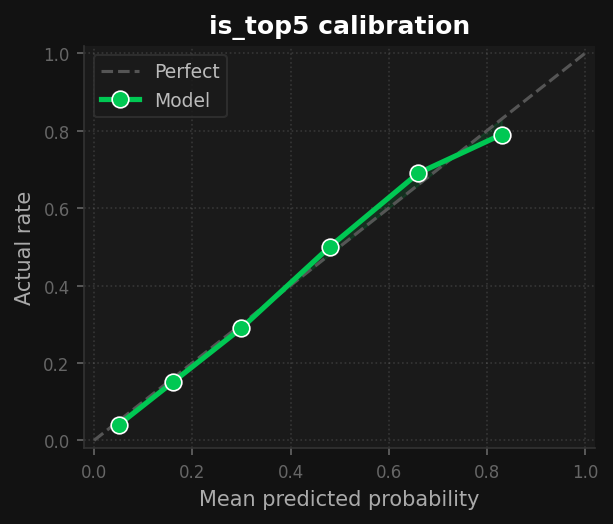 is_top5 calibration
Perfect
Model
Actual rate
1.0
0.8
0.6
0.4
0.2
0.0
0.0 0.2 0.4 0.6 0.8 1.0
Mean predicted probability